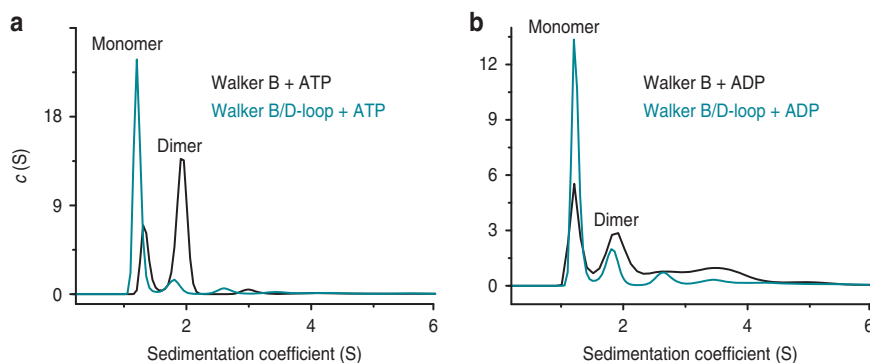 a
Monomer
Walker B + ATP
Walker B/D-loop + ATP
Dimer
18
9
0
c (S)
2
4
6
Sedimentation coefficient (S)
b
Monomer
Walker B + ADP
Walker B/D-loop + ADP
Dimer
12
9
6
3
0
2
4
6
Sedimentation coefficient (S)